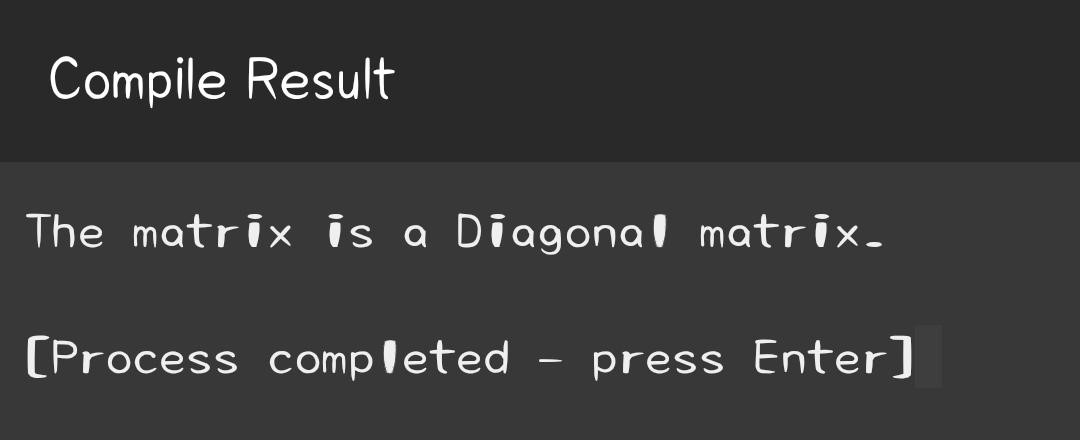 Compile Result
The matrix is a Diagonal matrix.
[Process completed - press Enter]